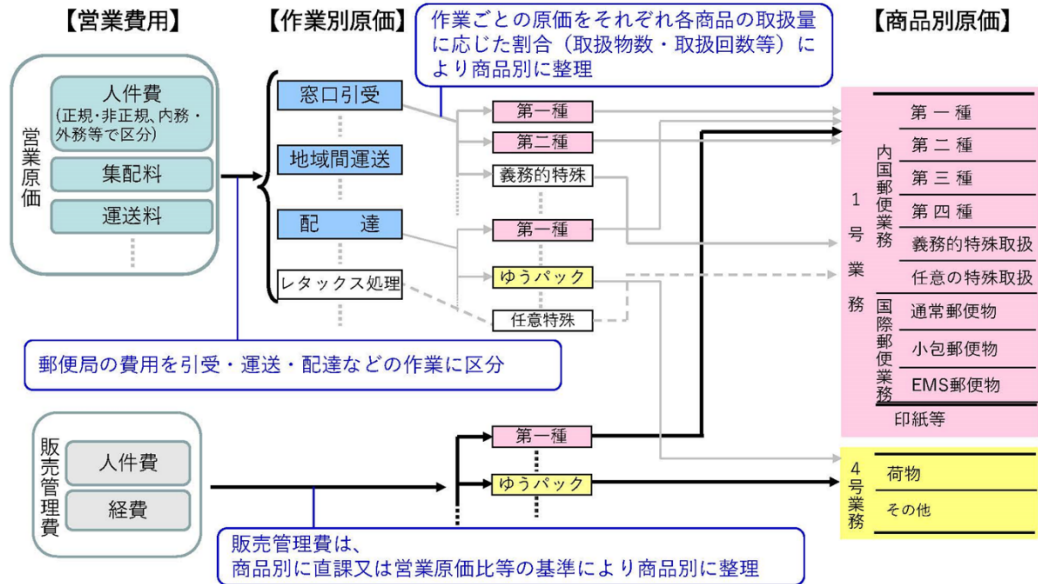 【営業費用】
【作業別原価】
作業ごとの原価をそれぞれ各商品の取扱量
に応じた割合（取扱物数・取扱回数等）に
より商品別に整理
【商品別原価】
営業原価
人件費
(正規・非正規、内務・
外務等で区分)
集配料
運送料
窓口引受
地域間運送
配　達
レタックス処理
第一種
第二種
義務的特殊
第一種
ゆうパック
任意特殊
郵便局の費用を引受・運送・配達などの作業に区分
1号業務
内国郵便業務
第一種
第二種
第三種
第四種
義務的特殊取扱
任意の特殊取扱
国際郵便業務
通常郵便物
小包郵便物
EMS郵便物
印紙等
販売管理費
人件費
経費
第一種
ゆうパック
4号業務
荷物
その他
販売管理費は、
商品別に直課又は営業原価比等の基準により商品別に整理